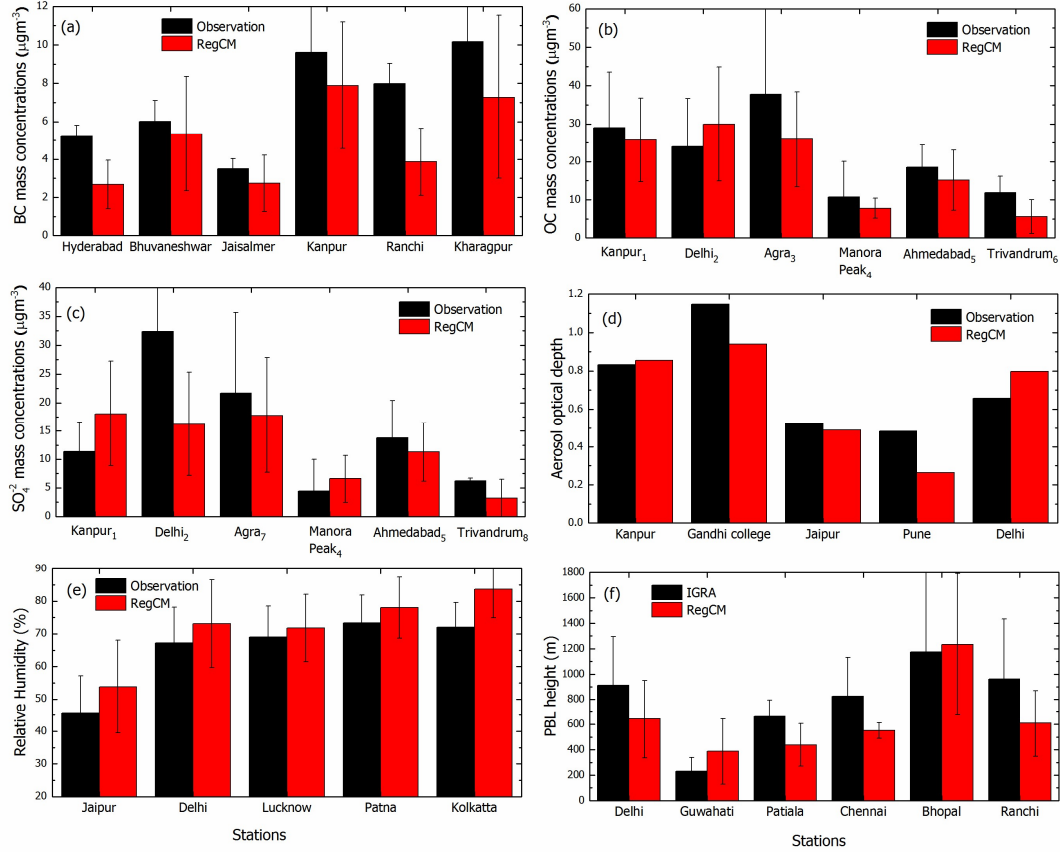 (a)
Observation
RegCM
BC mass concentrations (μgm⁻³)
12
10
8
6
4
2
0
Hyderabad Bhuvaneshwar Jaisalmer Kanpur Ranchi Kharagpur
(b)
Observation
RegCM
OC mass concentrations (μgm⁻³)
60
50
40
30
20
10
0
Kanpur₁ Delhi₂ Agra₃ Manora Peak₄ Ahmedabad₅ Trivandrum₆
(c)
Observation
RegCM
SO₄⁻² mass concentrations (μgm⁻³)
40
35
30
25
20
15
10
5
0
Kanpur₁ Delhi₂ Agra₇ Manora Peak₄ Ahmedabad₅ Trivandrum₈
(d)
Observation
RegCM
Aerosol optical depth
1.2
1.0
0.8
0.6
0.4
0.2
0.0
Kanpur Gandhi college Jaipur Pune Delhi
(e)
Observation
RegCM
Relative Humidity (%)
90
80
70
60
50
40
30
20
Jaipur Delhi Lucknow Patna Kolkatta
Stations
(f)
IGRA
RegCM
PBL height (m)
1800
1600
1400
1200
1000
800
600
400
200
0
Delhi Guwahati Patiala Chennai Bhopal Ranchi
Stations